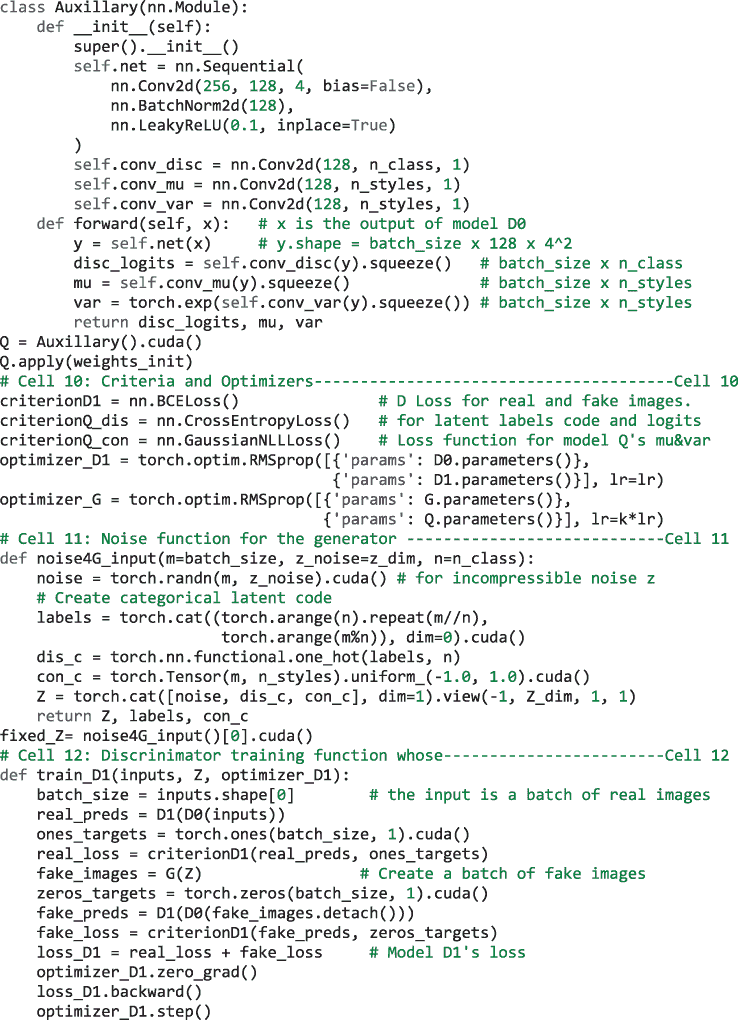 class Auxillary(nn.Module):
    def __init__(self):
        super().__init__()
        self.net = nn.Sequential(
            nn.Conv2d(256, 128, 4, bias=False),
            nn.BatchNorm2d(128),
            nn.LeakyReLU(0.1, inplace=True)
        )
        self.conv_disc = nn.Conv2d(128, n_class, 1)
        self.conv_mu = nn.Conv2d(128, n_styles, 1)
        self.conv_var = nn.Conv2d(128, n_styles, 1)
    def forward(self, x):   # x is the output of model D0
        y = self.net(x)     # y.shape = batch_size x 128 x 4^2
        disc_logits = self.conv_disc(y).squeeze()   # batch_size x n_class
        mu = self.conv_mu(y).squeeze()              # batch_size x n_styles
        var = torch.exp(self.conv_var(y).squeeze()) # batch_size x n_styles
        return disc_logits, mu, var
Q = Auxillary().cuda()
Q.apply(weights_init)
# Cell 10: Criteria and Optimizers---------------------------------------Cell 10
criterionD1 = nn.BCELoss()               # D Loss for real and fake images.
criterionQ_dis = nn.CrossEntropyLoss()   # for latent labels code and logits
criterionQ_con = nn.GaussianNLLLoss()    # Loss function for model Q's mu&var
optimizer_D1 = torch.optim.RMSprop([{'params': D0.parameters()},
                                    {'params': D1.parameters()}], lr=lr)
optimizer_G = torch.optim.RMSprop([{'params': G.parameters()},
                                   {'params': Q.parameters()}], lr=k*lr)
# Cell 11: Noise function for the generator ----------------------------Cell 11
def noise4G_input(m=batch_size, z_noise=z_dim, n=n_class):
    noise = torch.randn(m, z_noise).cuda() # for incompressible noise z
    # Create categorical latent code
    labels = torch.cat((torch.arange(n).repeat(m//n),
                        torch.arange(m%n)), dim=0).cuda()
    dis_c = torch.nn.functional.one_hot(labels, n)
    con_c = torch.Tensor(m, n_styles).uniform_(-1.0, 1.0).cuda()
    Z = torch.cat([noise, dis_c, con_c], dim=1).view(-1, Z_dim, 1, 1)
    return Z, labels, con_c
fixed_Z= noise4G_input()[0].cuda()
# Cell 12: Discrinimator training function whose------------------------Cell 12
def train_D1(inputs, Z, optimizer_D1):
    batch_size = inputs.shape[0]        # the input is a batch of real images
    real_preds = D1(D0(inputs))
    ones_targets = torch.ones(batch_size, 1).cuda()
    real_loss = criterionD1(real_preds, ones_targets)
    fake_images = G(Z)                 # Create a batch of fake images
    zeros_targets = torch.zeros(batch_size, 1).cuda()
    fake_preds = D1(D0(fake_images.detach()))
    fake_loss = criterionD1(fake_preds, zeros_targets)
    loss_D1 = real_loss + fake_loss     # Model D1's loss
    optimizer_D1.zero_grad()
    loss_D1.backward()
    optimizer_D1.step()